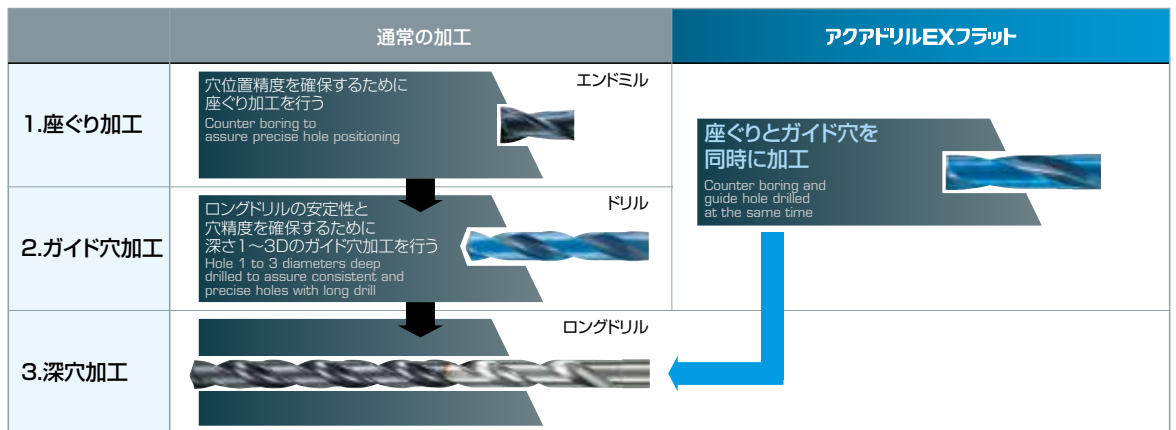 通常の加工
アクアドリルEXフラット
1.座ぐり加工
穴位置精度を確保するために
座ぐり加工を行う
Counter boring to
assure precise hole positioning
エンドミル
座ぐりとガイド穴を
同時に加工
Counter boring and
guide hole drilled
at the same time
2.ガイド穴加工
ロングドリルの安定性と
穴精度を確保するために
深さ1～3Dのガイド穴加工を行う
Hole 1 to 3 diameters deep
drilled to assure consistent and
precise holes with long drill
ドリル
3.深穴加工
ロングドリル